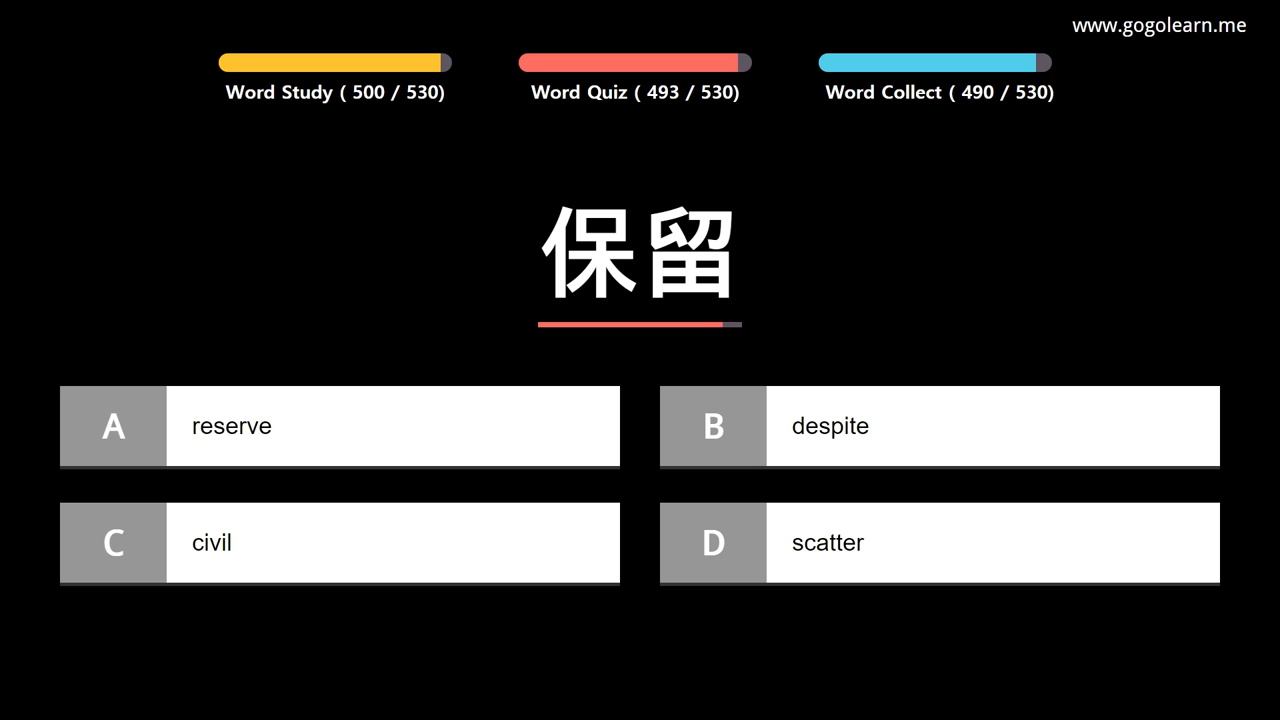 www.gogolearn.me
Word Study ( 500 / 530)
Word Quiz ( 493 / 530)
Word Collect ( 490 / 530)
保留
A reserve
B despite
C civil
D scatter